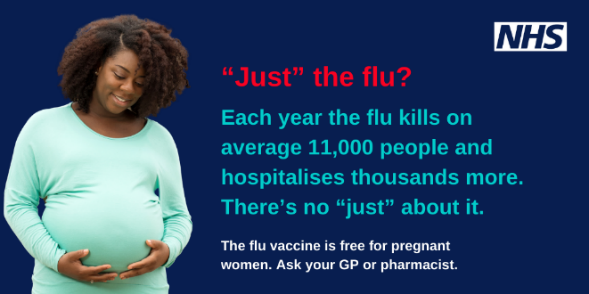 NHS
“Just” the flu?
Each year the flu kills on
average 11,000 people and
hospitalises thousands more.
There’s no “just” about it.
The flu vaccine is free for pregnant
women. Ask your GP or pharmacist.